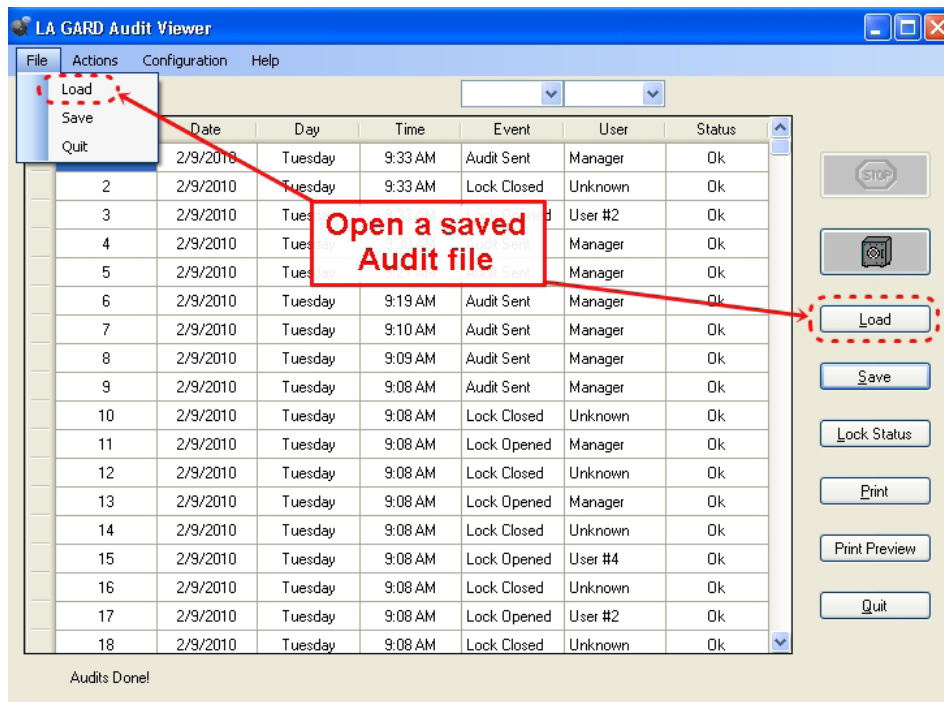 LA GARD Audit Viewer
File Actions Configuration Help
Load
Save
Quit
Date Day Time Event User Status
2/9/2010 Tuesday 9:33 AM Audit Sent Manager Ok
2 2/9/2010 Tuesday 9:33 AM Lock Closed Unknown Ok
3 2/9/2010 User #2 Ok
4 2/9/2010 Manager Ok
5 2/9/2010 Manager Ok
Open a saved
Audit file
6 2/9/2010 Tuesday 9:19 AM Audit Sent Manager Ok
7 2/9/2010 Tuesday 9:10 AM Audit Sent Manager Ok
8 2/9/2010 Tuesday 9:09 AM Audit Sent Manager Ok
9 2/9/2010 Tuesday 9:08 AM Audit Sent Manager Ok
10 2/9/2010 Tuesday 9:08 AM Lock Closed Unknown Ok
11 2/9/2010 Tuesday 9:08 AM Lock Opened Manager Ok
12 2/9/2010 Tuesday 9:08 AM Lock Closed Unknown Ok
13 2/9/2010 Tuesday 9:08 AM Lock Opened Manager Ok
14 2/9/2010 Tuesday 9:08 AM Lock Closed Unknown Ok
15 2/9/2010 Tuesday 9:08 AM Lock Opened User #4 Ok
16 2/9/2010 Tuesday 9:08 AM Lock Closed Unknown Ok
17 2/9/2010 Tuesday 9:08 AM Lock Opened User #2 Ok
18 2/9/2010 Tuesday 9:08 AM Lock Closed Unknown Ok
STOP
Load
Save
Lock Status
Print
Print Preview
Quit
Audits Done!